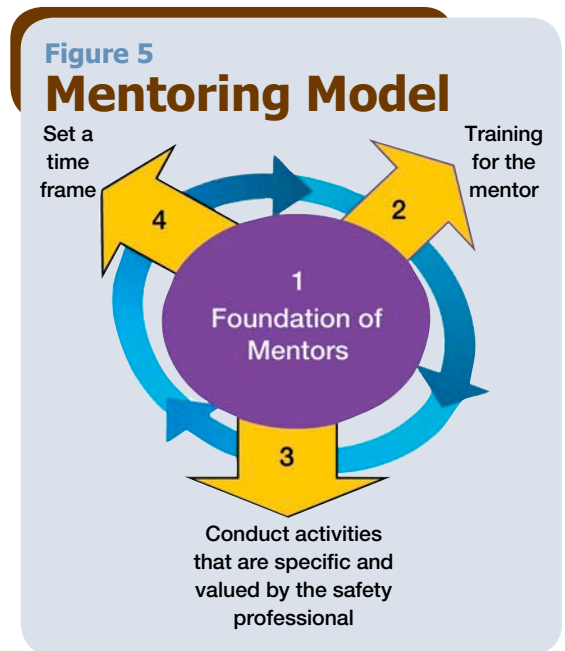 Figure 5
Mentoring Model
Set a
time
frame
4
Training
for the
mentor
2
1
Foundation of
Mentors
3
Conduct activities
that are specific and
valued by the safety
professional